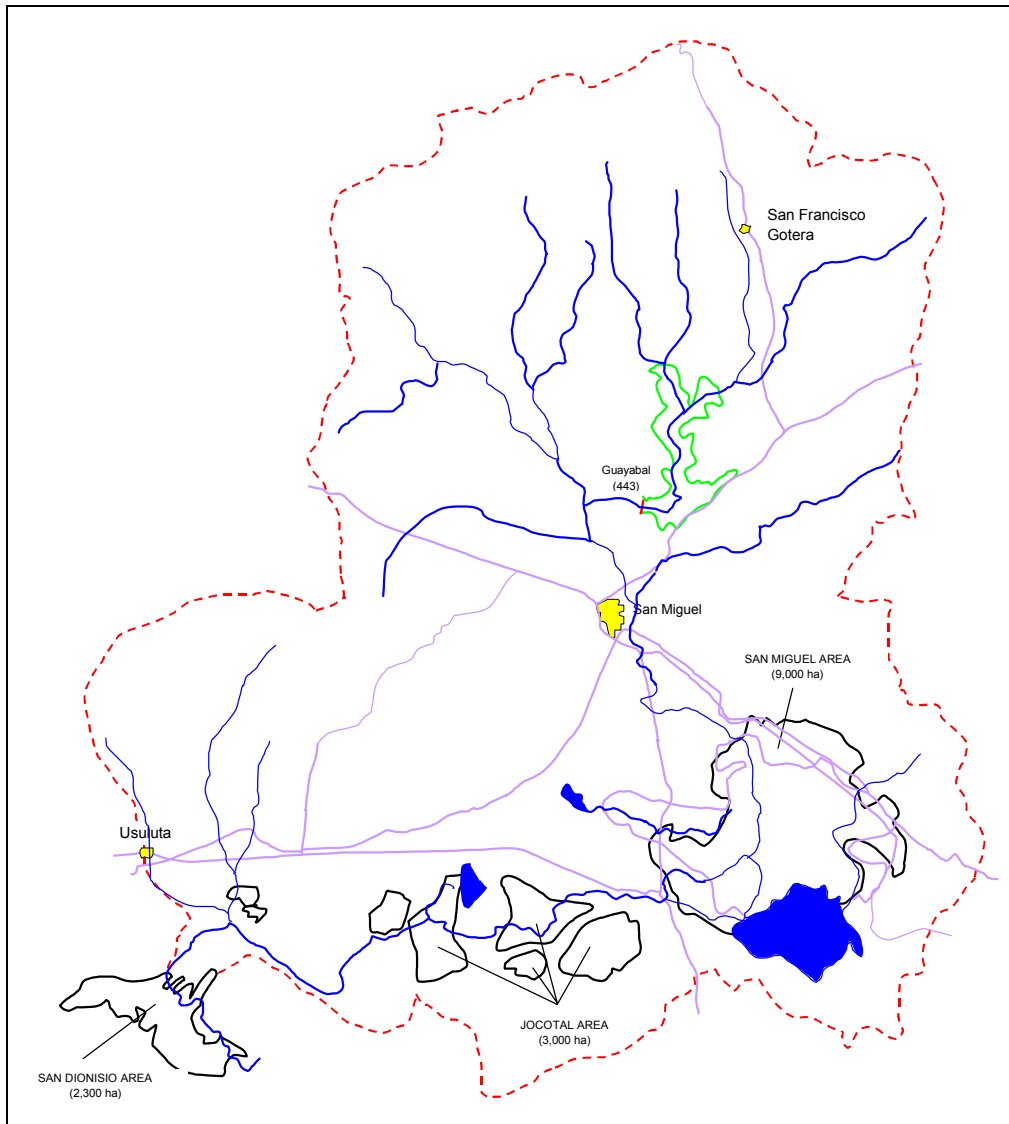 San Francisco
Gotera
Guayabal
(443)
San Miguel
SAN MIGUEL AREA
(9,000 ha)
Usuluta
JOCOTAL AREA
(3,000 ha)
SAN DIONISIO AREA
(2,300 ha)